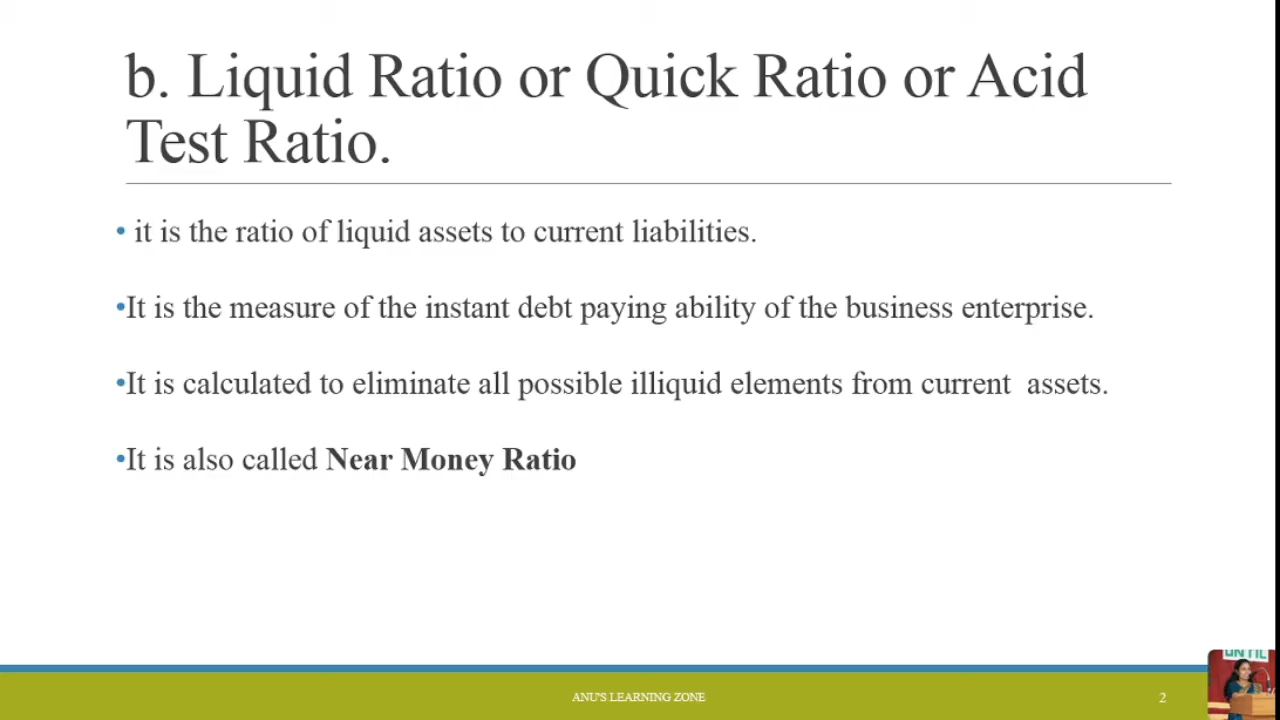 b. Liquid Ratio or Quick Ratio or Acid
Test Ratio.
• it is the ratio of liquid assets to current liabilities.
•It is the measure of the instant debt paying ability of the business enterprise.
•It is calculated to eliminate all possible illiquid elements from current  assets.
•It is also called Near Money Ratio
ANU'S LEARNING ZONE
2